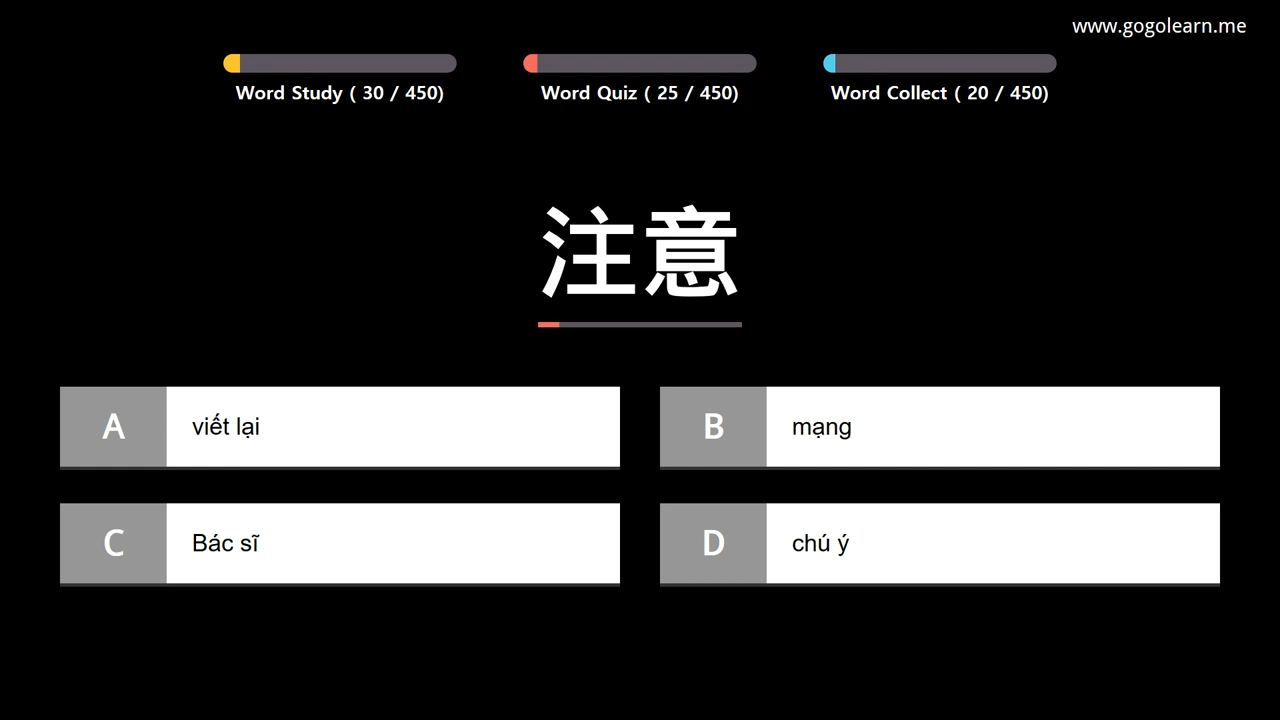 www.gogolearn.me
Word Study ( 30 / 450)
Word Quiz ( 25 / 450)
Word Collect ( 20 / 450)
注意
A viết lại
B mạng
C Bác sĩ
D chú ý